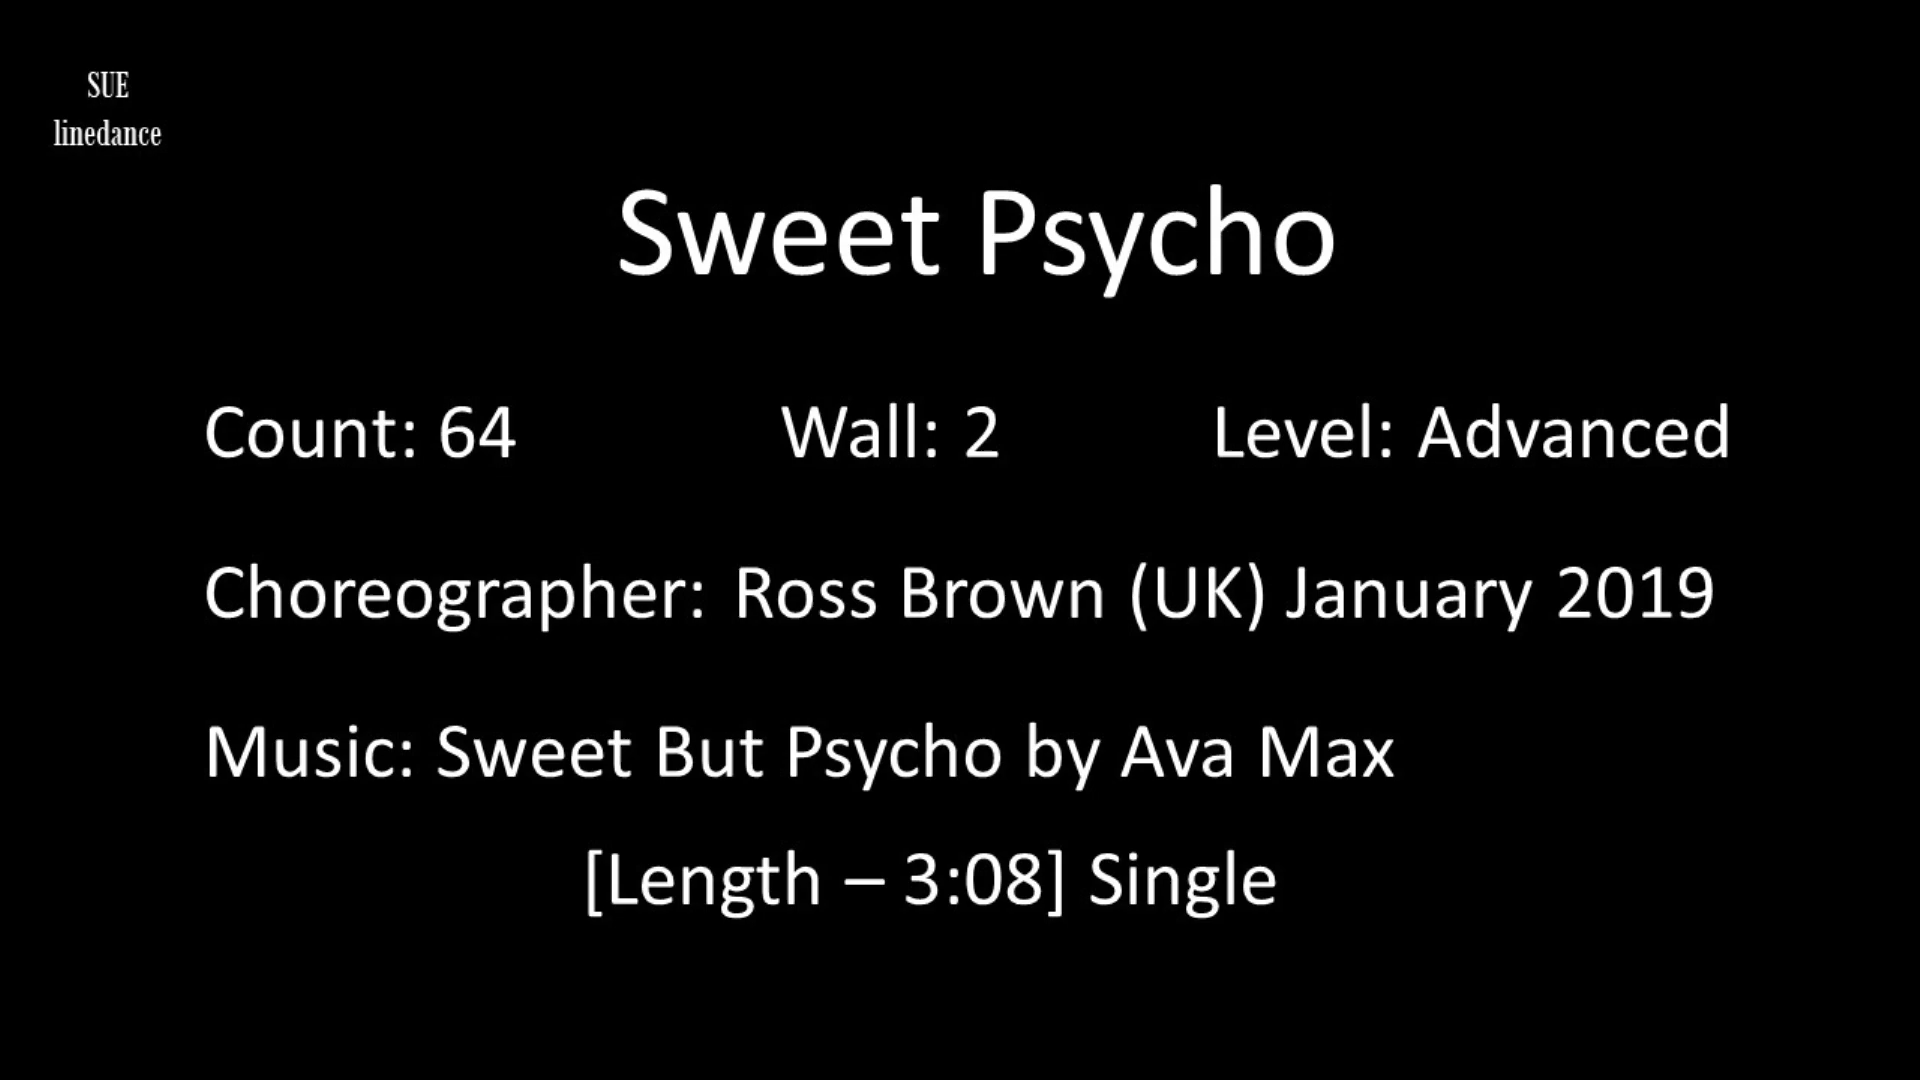 SUE
linedance
Sweet Psycho
Count: 64 Wall: 2 Level: Advanced
Choreographer: Ross Brown (UK) January 2019
Music: Sweet But Psycho by Ava Max
[Length – 3:08] Single